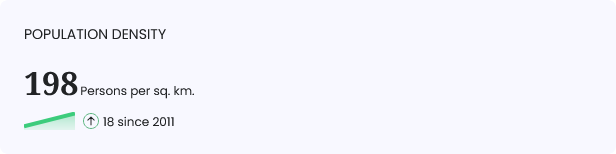 POPULATION DENSITY
198 Persons per sq. km.
18 since 2011